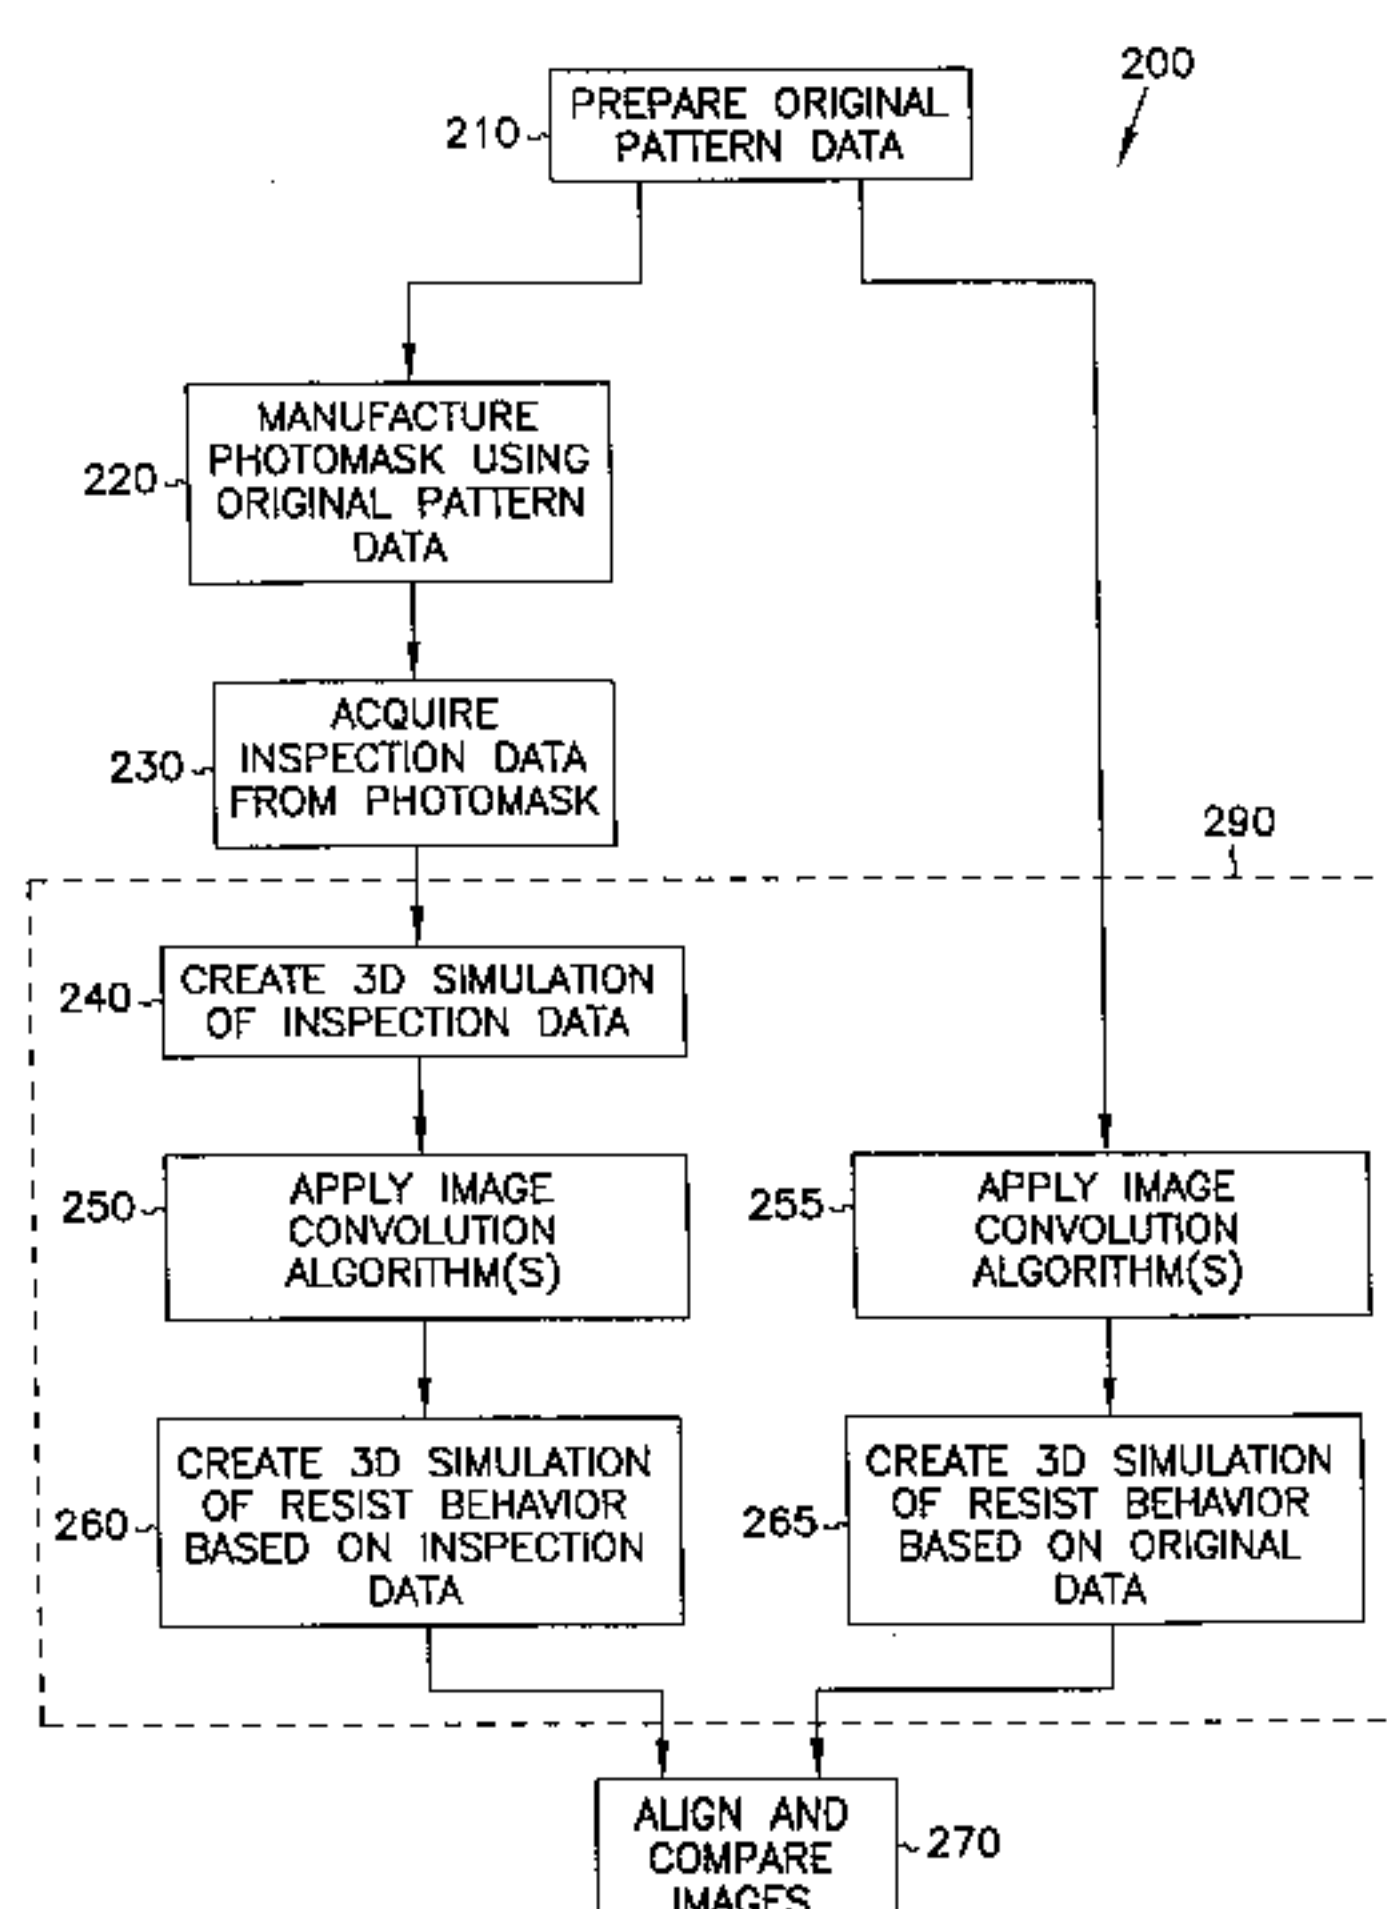 200
210
PREPARE ORIGINAL
PATTERN DATA
220
MANUFACTURE
PHOTOMASK USING
ORIGINAL PATTERN
DATA
230
ACQUIRE
INSPECTION DATA
FROM PHOTOMASK
290
240
CREATE 3D SIMULATION
OF INSPECTION DATA
250
APPLY IMAGE
CONVOLUTION
ALGORITHM(S)
255
APPLY IMAGE
CONVOLUTION
ALGORITHM(S)
260
CREATE 3D SIMULATION
OF RESIST BEHAVIOR
BASED ON INSPECTION
DATA
265
CREATE 3D SIMULATION
OF RESIST BEHAVIOR
BASED ON ORIGINAL
DATA
ALIGN AND
COMPARE
IMAGES
270